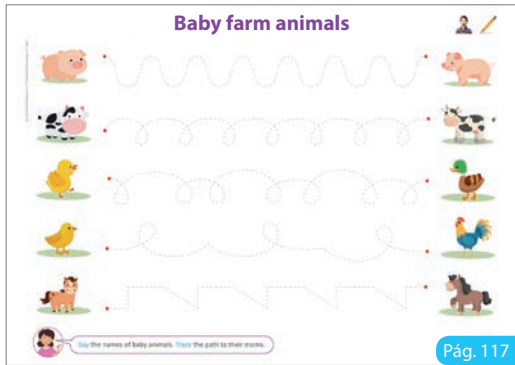 Baby farm animals
Say the names of baby animals. Trace the path to their moms.
Pág. 117